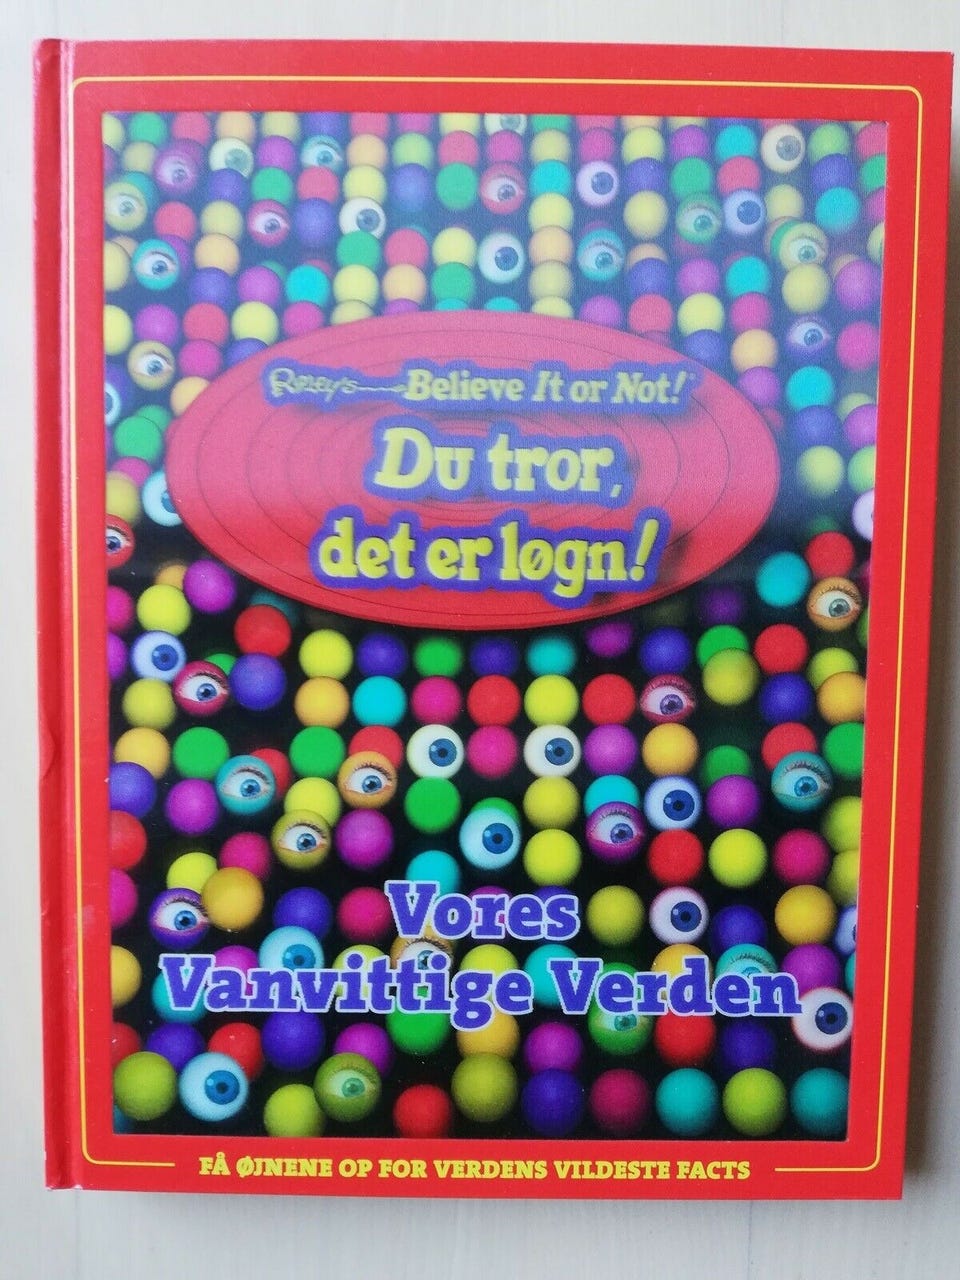 Ripley's Believe It or Not!
Du tror,
det er løgn!
Vores
Vanvittige Verden
FÅ ØJNENE OP FOR VERDENS VILDESTE FACTS